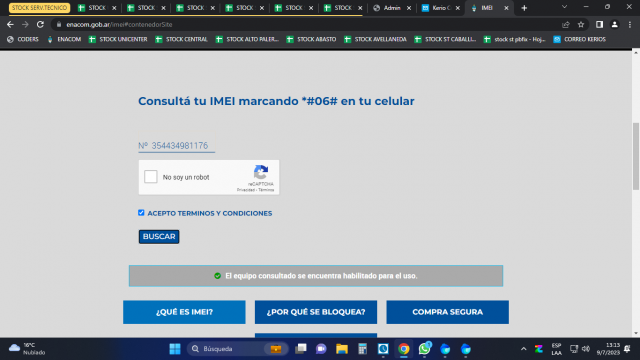 STOCK SERV.TECNICO STOCK STOCK STOCK STOCK STOCK STOCK Admin Kerio C IMEI
enacom.gob.ar/imei#contenedorSite
CODERS ENACOM STOCK UNICENTER STOCK CENTRAL STOCK ALTO PALER... STOCK ABASTO STOCK AVELLANEDA STOCK ST CABALLI... stock st pbfix - Hoj... CORREO KERIOS
Consultá tu IMEI marcando *#06# en tu celular
Nº 354434981176
No soy un robot
reCAPTCHA
Privacidad - Términos
ACEPTO TERMINOS Y CONDICIONES
BUSCAR
El equipo consultado se encuentra habilitado para el uso.
¿QUÉ ES IMEI? ¿POR QUÉ SE BLOQUEA? COMPRA SEGURA
16°C
Nublado
Búsqueda
ESP
LAA
13:13
9/7/2023